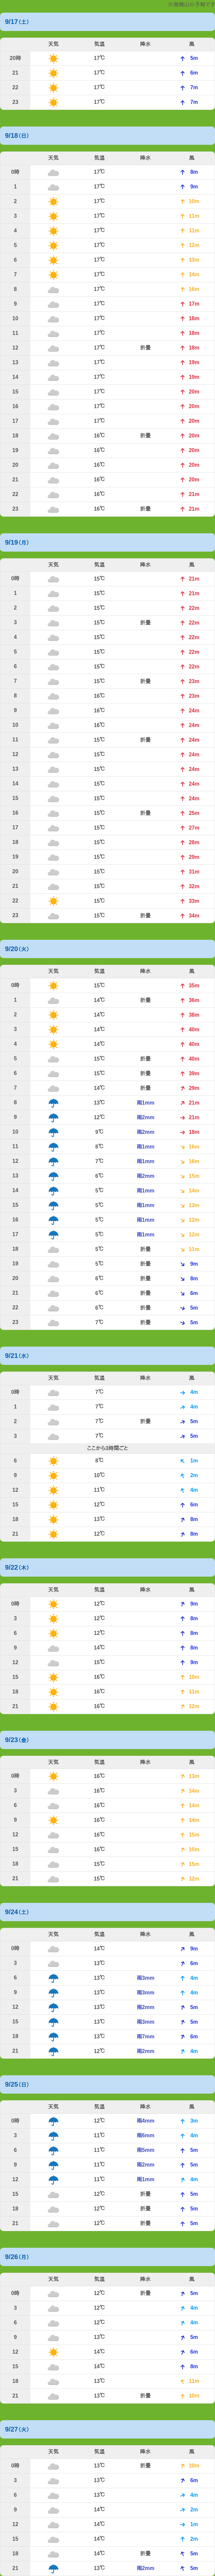 の予報です
9/17(土)
天気 気温 降水 風
20時 17℃ 5m
21 17℃ 6m
22 17℃ 7m
23 17℃ 7m
9/18(日)
天気 気温 降水 風
0時 17℃ 8m
1 17℃ 9m
2 17℃ 10m
3 17℃ 11m
4 17℃ 11m
5 17℃ 12m
6 17℃ 13m
7 17℃ 14m
8 17℃ 16m
9 17℃ 17m
10 17℃ 18m
11 17℃ 18m
12 17℃ 折畳 18m
13 17℃ 19m
14 17℃ 19m
15 17℃ 20m
16 17℃ 20m
17 17℃ 20m
18 16℃ 折畳 20m
19 16℃ 20m
20 16℃ 20m
21 16℃ 20m
22 16℃ 21m
23 16℃ 折畳 21m
9/19(月)
天気 気温 降水 風
0時 15℃ 21m
1 15℃ 21m
2 15℃ 22m
3 15℃ 折畳 22m
4 15℃ 22m
5 15℃ 22m
6 15℃ 22m
7 15℃ 折畳 23m
8 16℃ 23m
9 16℃ 24m
10 16℃ 24m
11 15℃ 折畳 24m
12 15℃ 24m
13 15℃ 24m
14 15℃ 24m
15 15℃ 24m
16 15℃ 折畳 25m
17 15℃ 27m
18 15℃ 28m
19 15℃ 29m
20 15℃ 31m
21 15℃ 32m
22 15℃ 33m
23 15℃ 折畳 34m
9/20(火)
天気 気温 降水 風
0時 15℃ 35m
1 14℃ 折畳 36m
2 14℃ 38m
3 14℃ 40m
4 14℃ 40m
5 15℃ 折畳 40m
6 15℃ 折畳 39m
7 14℃ 折畳 29m
8 13℃ 雨1mm 21m
9 12℃ 雨2mm 21m
10 9℃ 雨2mm 18m
11 8℃ 雨1mm 16m
12 7℃ 雨1mm 16m
13 6℃ 雨2mm 15m
14 5℃ 雨1mm 14m
15 5℃ 雨1mm 13m
16 5℃ 雨1mm 12m
17 5℃ 雨1mm 12m
18 5℃ 折畳 11m
19 5℃ 折畳 9m
20 6℃ 折畳 8m
21 6℃ 折畳 6m
22 6℃ 折畳 5m
23 7℃ 折畳 5m
9/21(水)
天気 気温 降水 風
0時 7℃ 4m
1 7℃ 4m
2 7℃ 折畳 5m
3 7℃ 5m
ここから3時間ごと
6 8℃ 1m
9 10℃ 2m
12 11℃ 4m
15 12℃ 6m
18 13℃ 8m
21 12℃ 8m
9/22(木)
天気 気温 降水 風
0時 12℃ 9m
3 12℃ 8m
6 12℃ 8m
9 14℃ 8m
12 15℃ 9m
15 16℃ 10m
18 16℃ 11m
21 16℃ 12m
9/23(金)
天気 気温 降水 風
0時 16℃ 13m
3 16℃ 14m
6 16℃ 14m
9 16℃ 14m
12 16℃ 15m
15 16℃ 15m
18 15℃ 15m
21 15℃ 12m
9/24(土)
天気 気温 降水 風
0時 14℃ 9m
3 13℃ 6m
6 13℃ 雨3mm 4m
9 13℃ 雨3mm 4m
12 13℃ 雨2mm 5m
15 13℃ 雨3mm 5m
18 13℃ 雨7mm 6m
21 12℃ 雨2mm 4m
9/25(日)
天気 気温 降水 風
0時 12℃ 雨4mm 3m
3 11℃ 雨6mm 4m
6 11℃ 雨5mm 5m
9 11℃ 雨2mm 5m
12 11℃ 雨1mm 4m
15 12℃ 折畳 5m
18 12℃ 折畳 5m
21 12℃ 折畳 5m
9/26(月)
天気 気温 降水 風
0時 12℃ 折畳 5m
3 12℃ 4m
6 12℃ 4m
9 13℃ 5m
12 14℃ 6m
15 14℃ 8m
18 13℃ 11m
21 13℃ 折畳 10m
9/27(火)
天気 気温 降水 風
0時 13℃ 折畳 10m
3 13℃ 6m
6 13℃ 4m
9 14℃ 2m
12 14℃ 1m
15 14℃ 2m
18 14℃ 折畳 5m
21 13℃ 雨2mm 5m